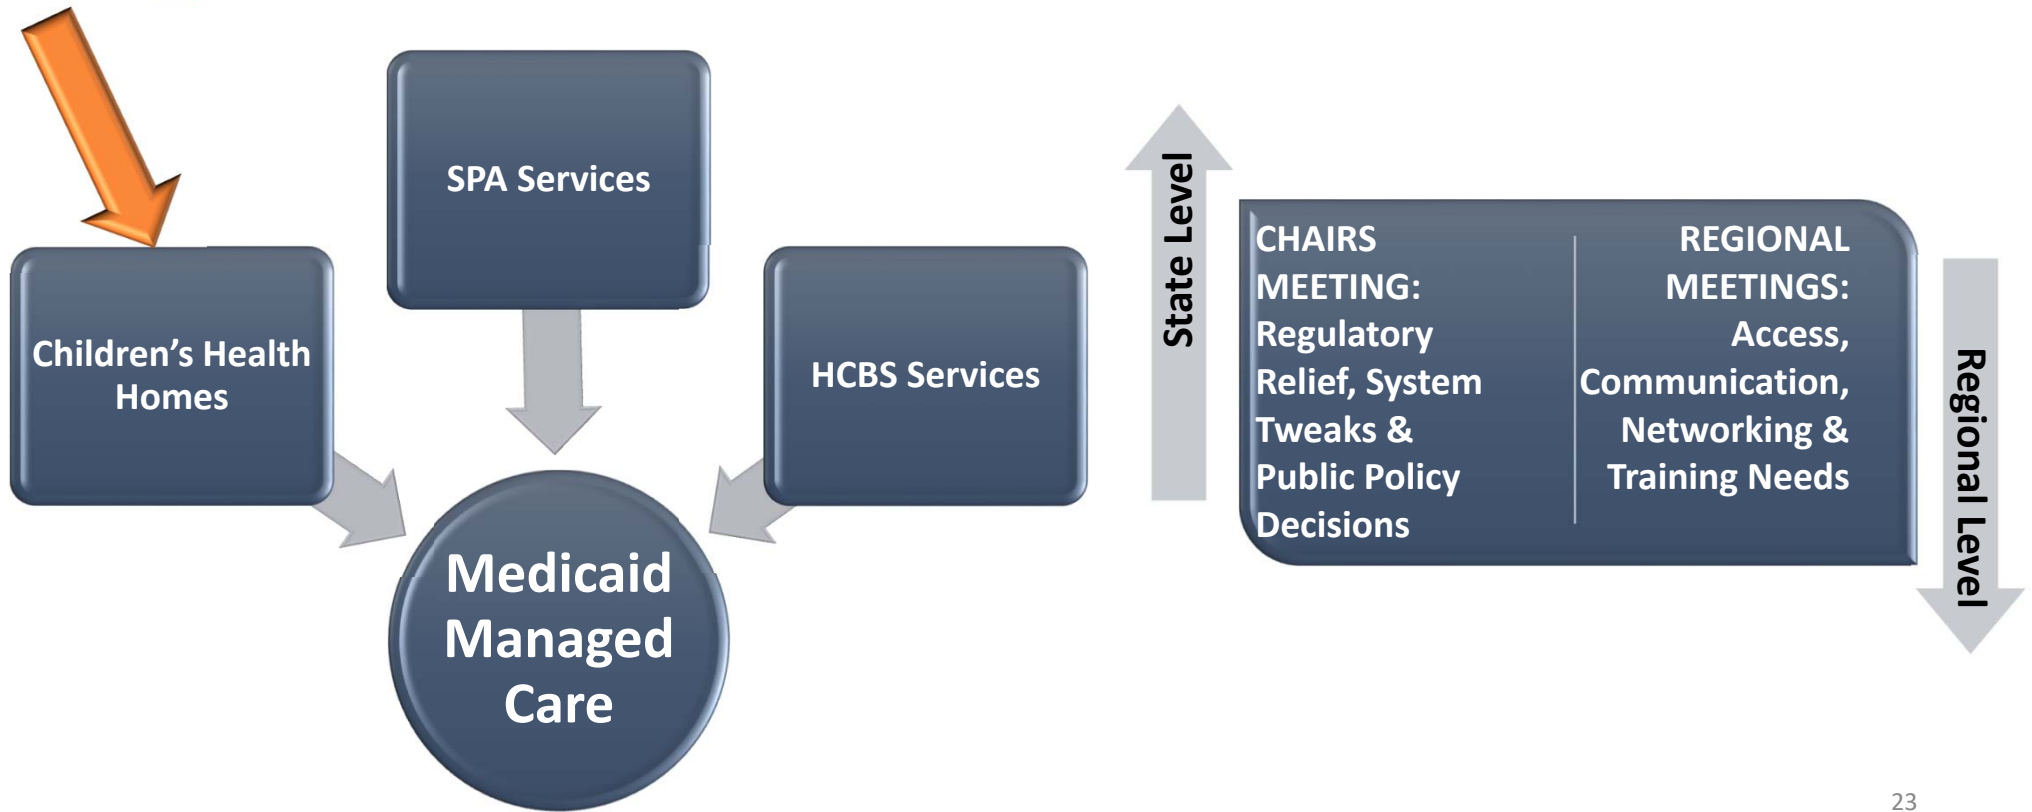 SPA Services
Children’s Health
Homes
HCBS Services
Medicaid
Managed
Care
State Level
CHAIRS
MEETING:
Regulatory
Relief, System
Tweaks &
Public Policy
Decisions
REGIONAL
MEETINGS:
Access,
Communication,
Networking &
Training Needs
Regional Level
23